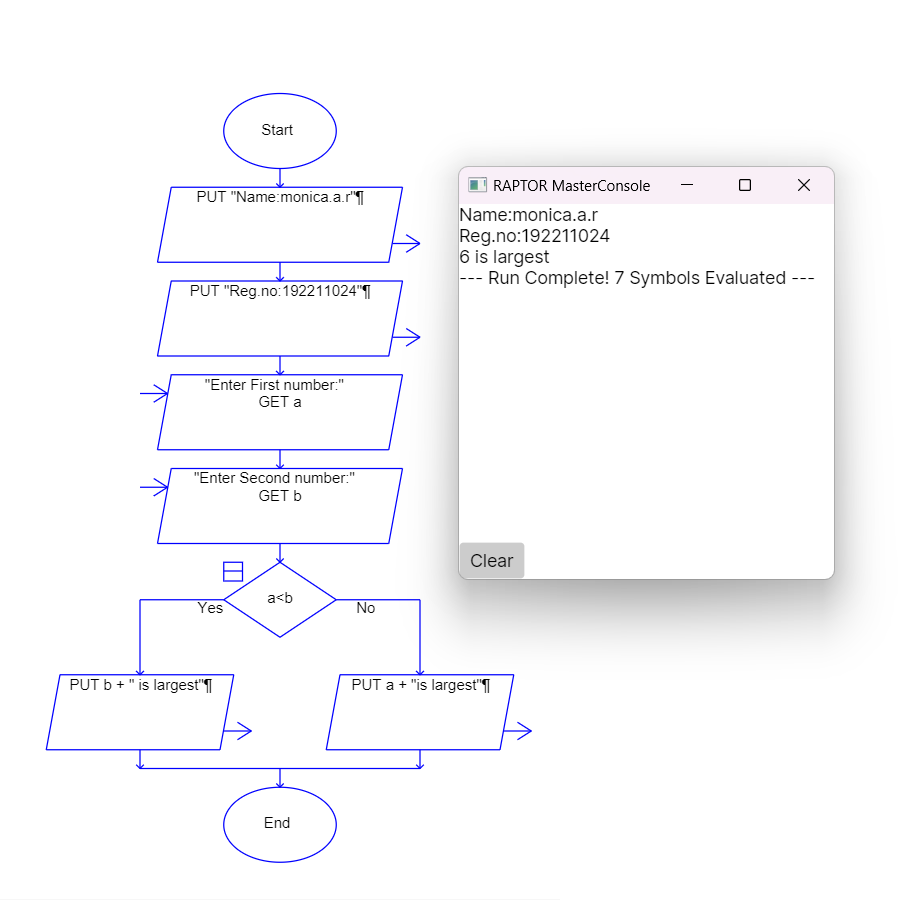 Start
PUT "Name:monica.a.r"¶
PUT "Reg.no:192211024"¶
"Enter First number:"
GET a
"Enter Second number:"
GET b
a<b
Yes
No
PUT b + " is largest"¶
PUT a + "is largest"¶
End
RAPTOR MasterConsole
Name:monica.a.r
Reg.no:192211024
6 is largest
--- Run Complete! 7 Symbols Evaluated ---
Clear